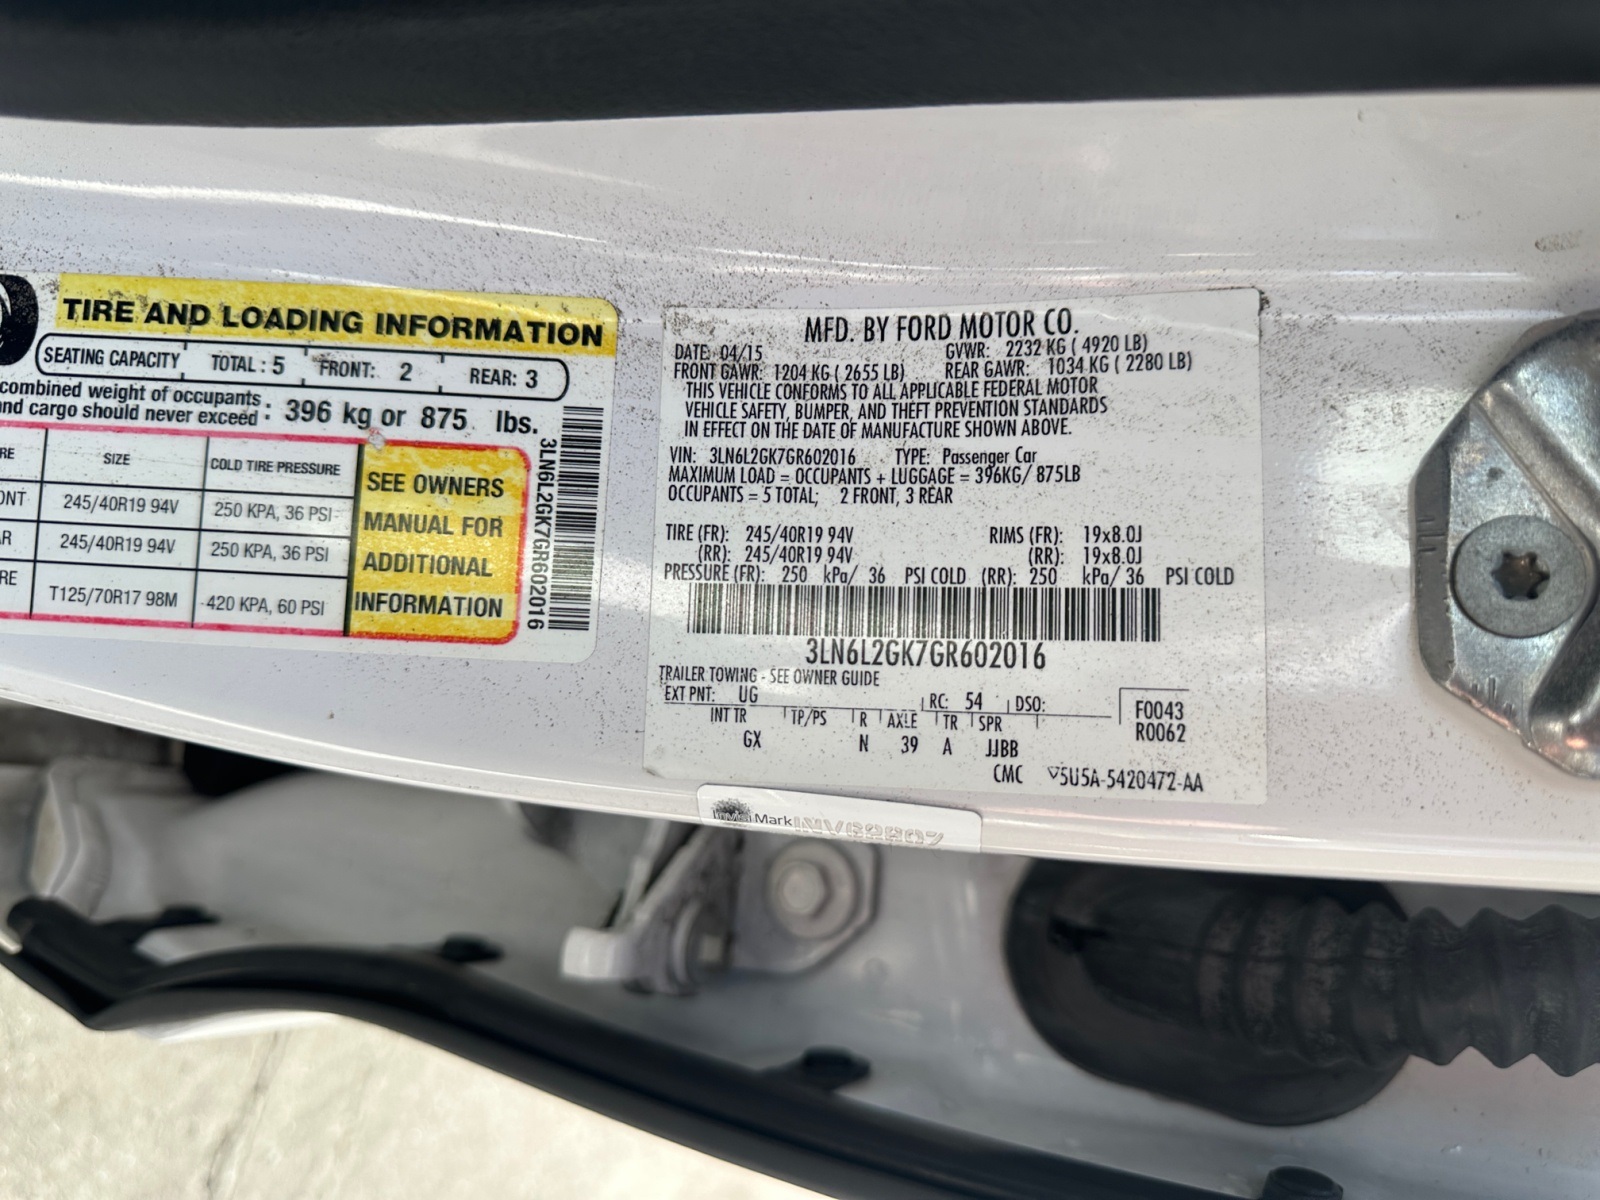 TIRE AND LOADING INFORMATION
SEATING CAPACITY TOTAL : 5 FRONT: 2 REAR: 3
combined weight of occupants
and cargo should never exceed : 396 kg or 875 lbs.
SIZE COLD TIRE PRESSURE
245/40R19 94V 250 KPA, 36 PSI
245/40R19 94V 250 KPA, 36 PSI
T125/70R17 98M 420 KPA, 60 PSI
SEE OWNERS
MANUAL FOR
ADDITIONAL
INFORMATION
3LN6L2GK7GR602016
MFD. BY FORD MOTOR CO.
DATE: 04/15 GVWR: 2232 KG ( 4920 LB)
FRONT GAWR: 1204 KG ( 2655 LB) REAR GAWR: 1034 KG ( 2280 LB)
THIS VEHICLE CONFORMS TO ALL APPLICABLE FEDERAL MOTOR
VEHICLE SAFETY, BUMPER, AND THEFT PREVENTION STANDARDS
IN EFFECT ON THE DATE OF MANUFACTURE SHOWN ABOVE.
VIN: 3LN6L2GK7GR602016 TYPE: Passenger Car
MAXIMUM LOAD = OCCUPANTS + LUGGAGE = 396KG/ 875LB
OCCUPANTS = 5 TOTAL; 2 FRONT, 3 REAR
TIRE (FR): 245/40R19 94V RIMS (FR): 19x8.0J
(RR): 245/40R19 94V (RR): 19x8.0J
PRESSURE (FR): 250 kPa/ 36 PSI COLD (RR): 250 kPa/ 36 PSI COLD
3LN6L2GK7GR602016
TRAILER TOWING - SEE OWNER GUIDE
EXT PNT: UG RC: 54 DSO: F0043
INT TR TP/PS R AXLE TR SPR R0062
GX N 39 A JJBB
CMC V5U5A-5420472-AA
Mark